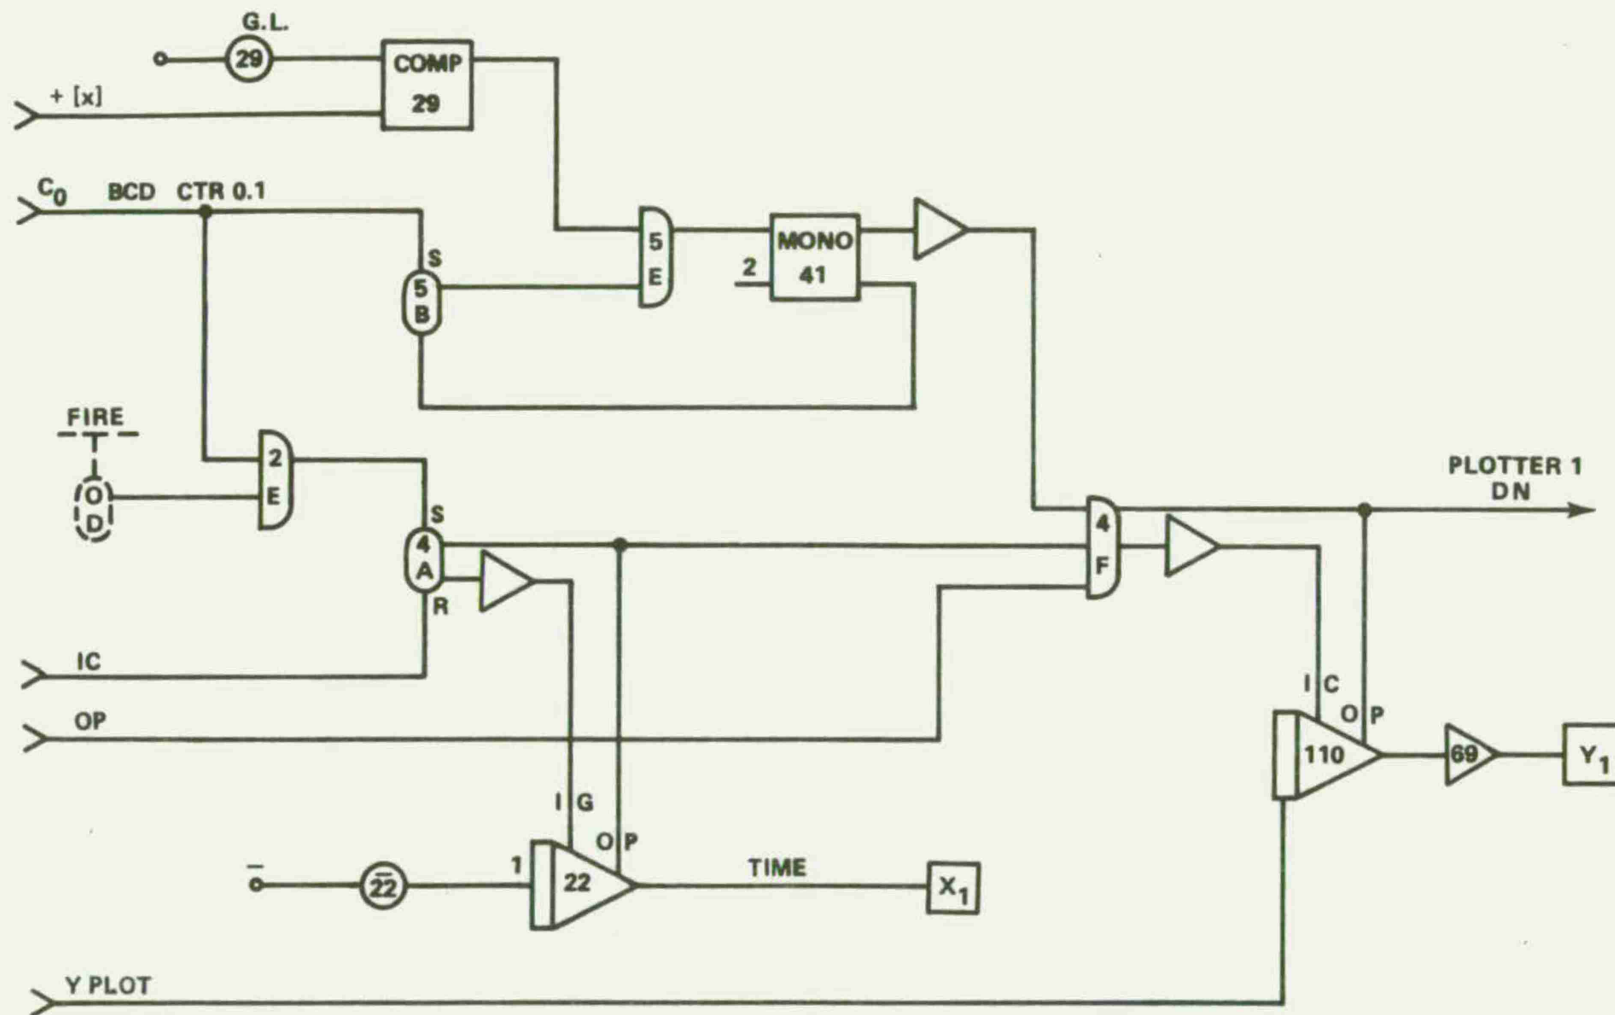 G.L.
29
COMP
29
+ [x]
C0 BCD CTR 0.1
S
5
B
5
E
2
MONO
41
FIRE
O
D
2
E
S
4
A
R
4
F
PLOTTER 1
DN
IC
OP
I C
O P
110
69
Y1
I G
O P
1
22
22
TIME
X1
Y PLOT